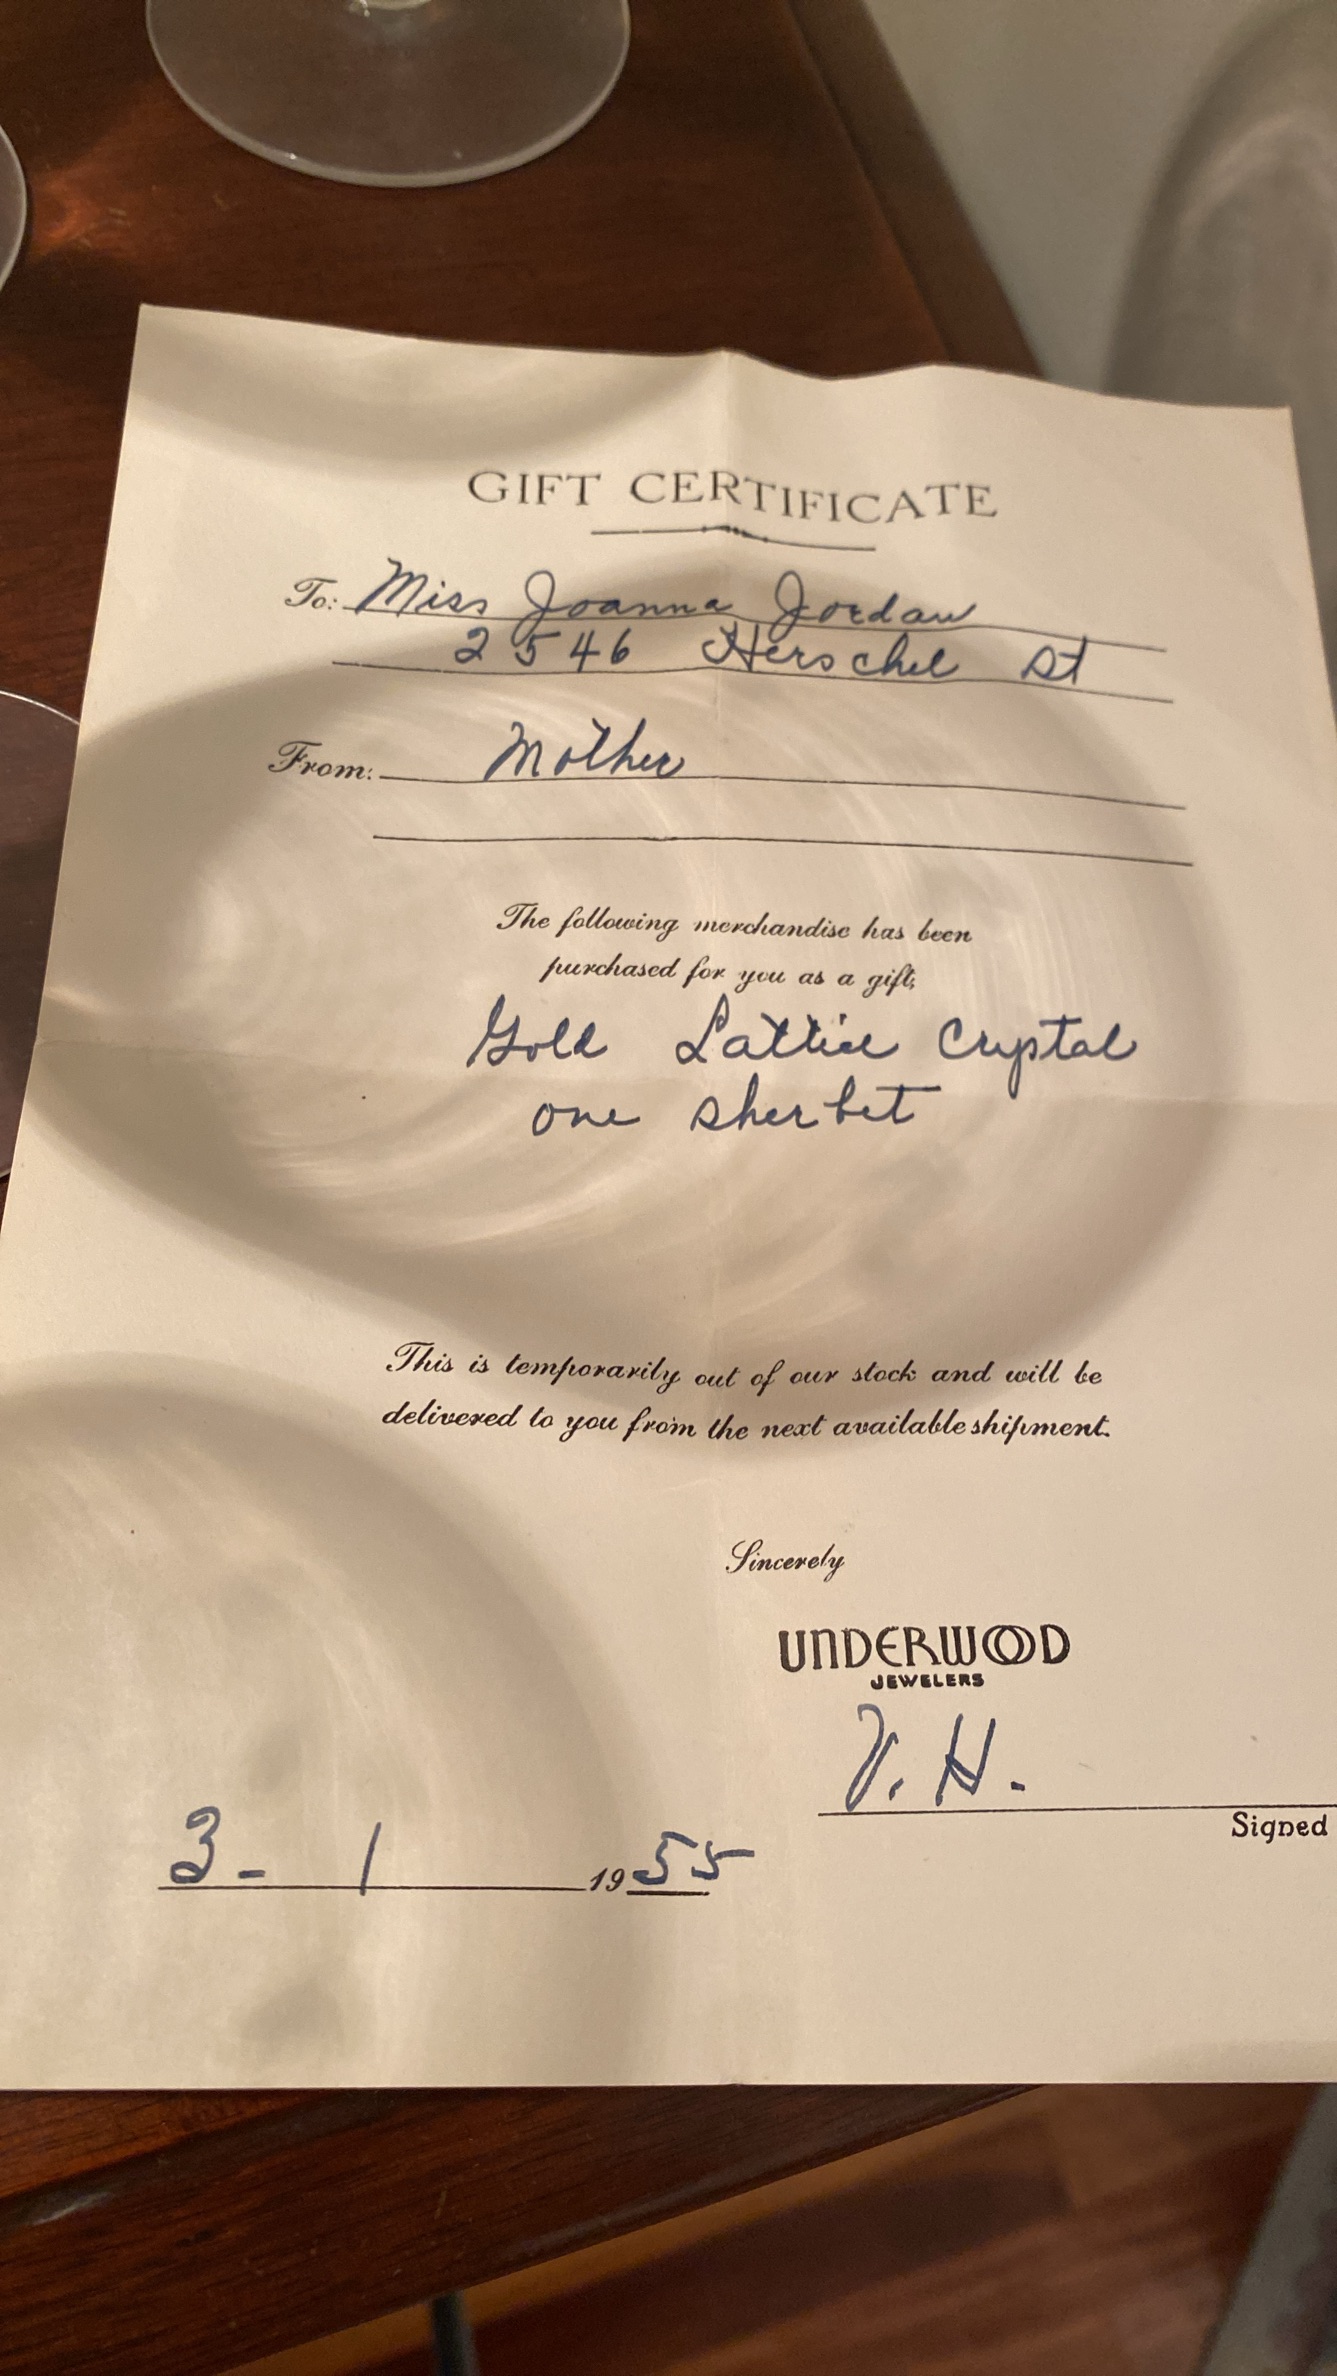 GIFT CERTIFICATE
To: Miss Joanna Jordan
2546 Herschel St
From: Mother
The following merchandise has been
purchased for you as a gift;
Gold Lattice Crystal
one sherbet
This is temporarily out of our stock and will be
delivered to you from the next available shipment.
Sincerely
UNDERWOOD
JEWELERS
V. H.
Signed
3- 1 1955